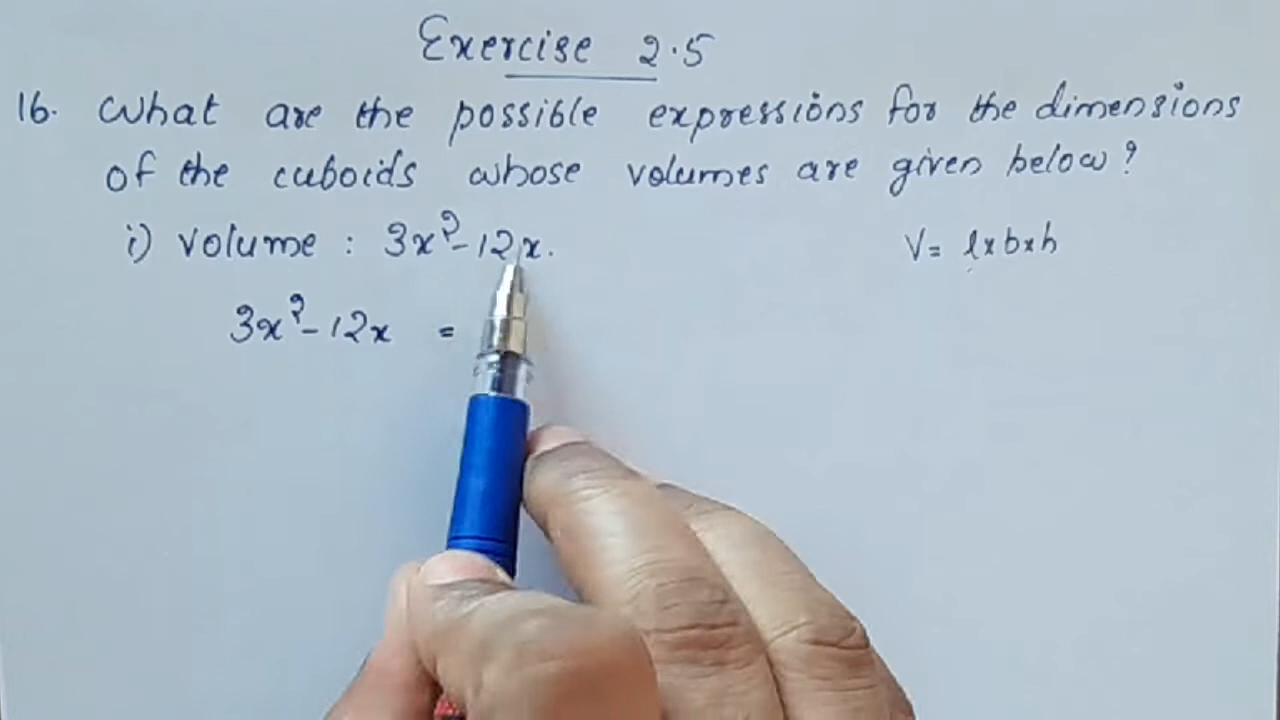 Exercise 2.5
16. What are the possible expressions for the dimensions
of the cuboids whose volumes are given below?
i) volume : 3x² - 12x.
V = l x b x h
3x² - 12x =